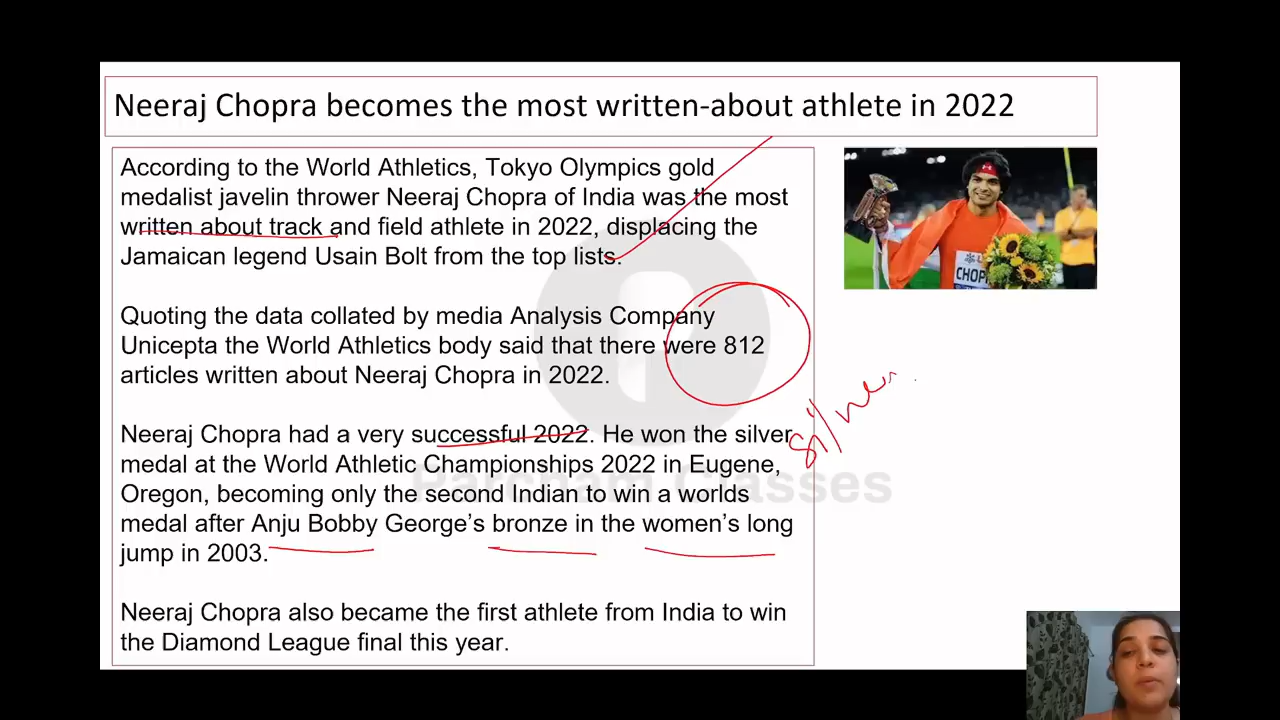 Neeraj Chopra becomes the most written-about athlete in 2022
According to the World Athletics, Tokyo Olympics gold
medalist javelin thrower Neeraj Chopra of India was the most
written about track and field athlete in 2022, displacing the
Jamaican legend Usain Bolt from the top lists.
Quoting the data collated by media Analysis Company
Unicepta the World Athletics body said that there were 812
articles written about Neeraj Chopra in 2022.
Neeraj Chopra had a very successful 2022. He won the silver
medal at the World Athletic Championships 2022 in Eugene,
Oregon, becoming only the second Indian to win a worlds
medal after Anju Bobby George's bronze in the women's long
jump in 2003.
Neeraj Chopra also became the first athlete from India to win
the Diamond League final this year.
Parcham Classes
CHOP